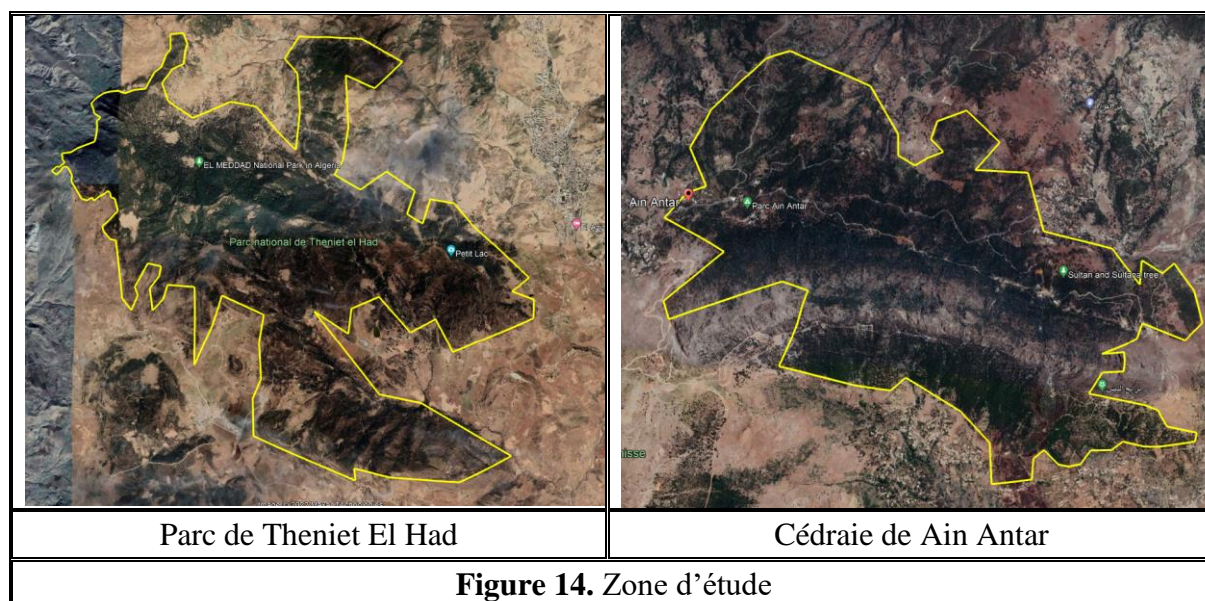 EL MEDDAD National Park in Algeria
Parc national de Theniet el Had
Petit Lac
Ain Antar
Parc Ain Antar
Sultan and Sultana tree
Parc de Theniet El Had
Cédraie de Ain Antar
Figure 14. Zone d'étude